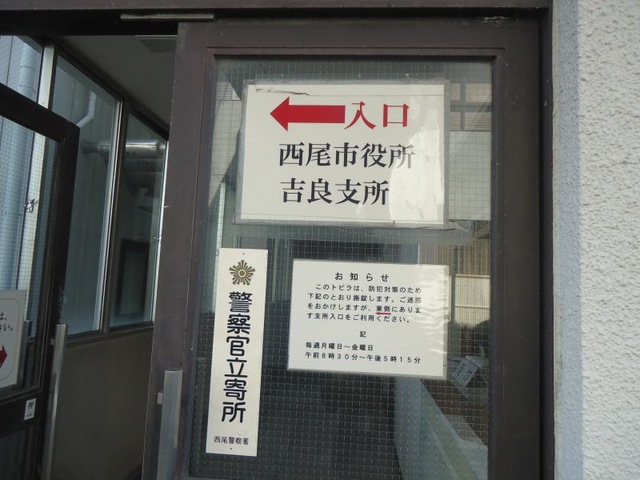 入口
西尾市役所
吉良支所
お知らせ
このトビラは、防犯対策のため
下記のとおり施錠します。ご迷惑
をおかけしますが、東側にありま
す支所入口をご利用ください。
記
毎週月曜日~金曜日
午前8時30分~午後5時15分
警察官立寄所
西尾警察署
は、
さい。